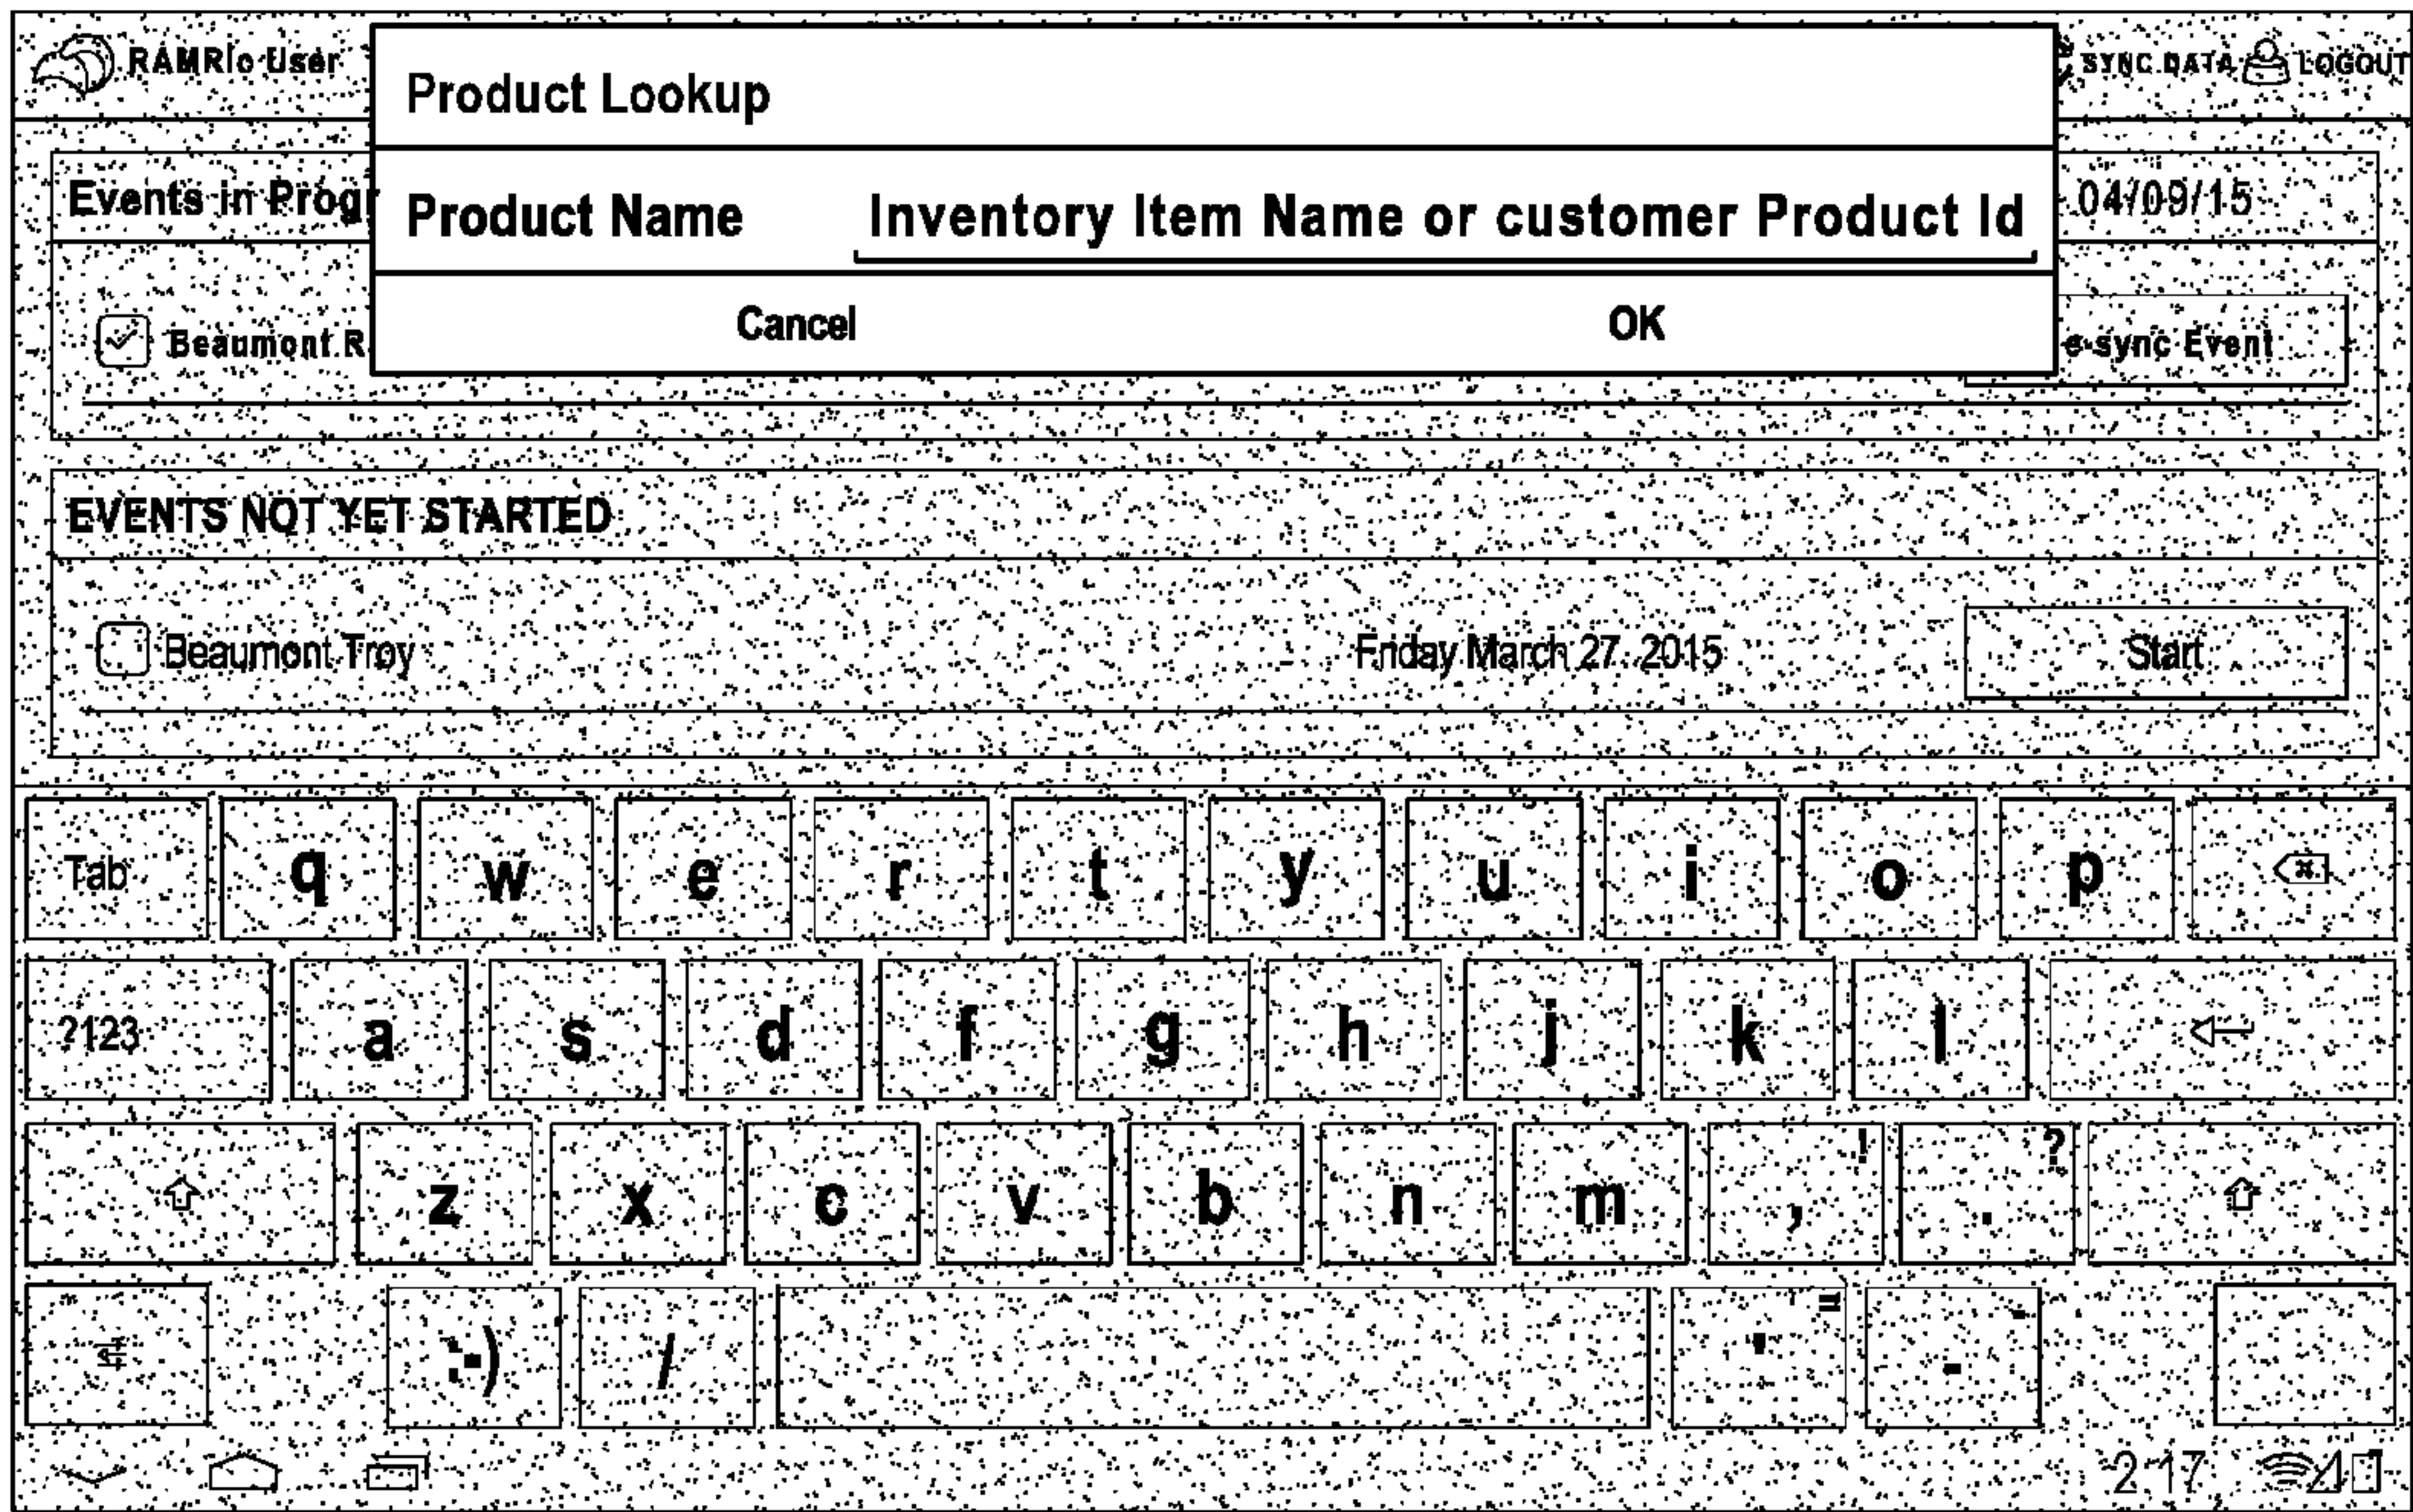 RAMRIo User
SYNC DATA LOGOUT
Product Lookup
Events in Progr
04/09/15
Product Name Inventory Item Name or customer Product Id
Cancel OK
Beaumont R
e-sync Event
EVENTS NOT YET STARTED
Beaumont Troy Friday March 27 2015 Start
Tab q w e r t y u i o p
?123 a s d f g h j k l
z x c v b n m , ! . ?
:-) / ' " - -
2:17